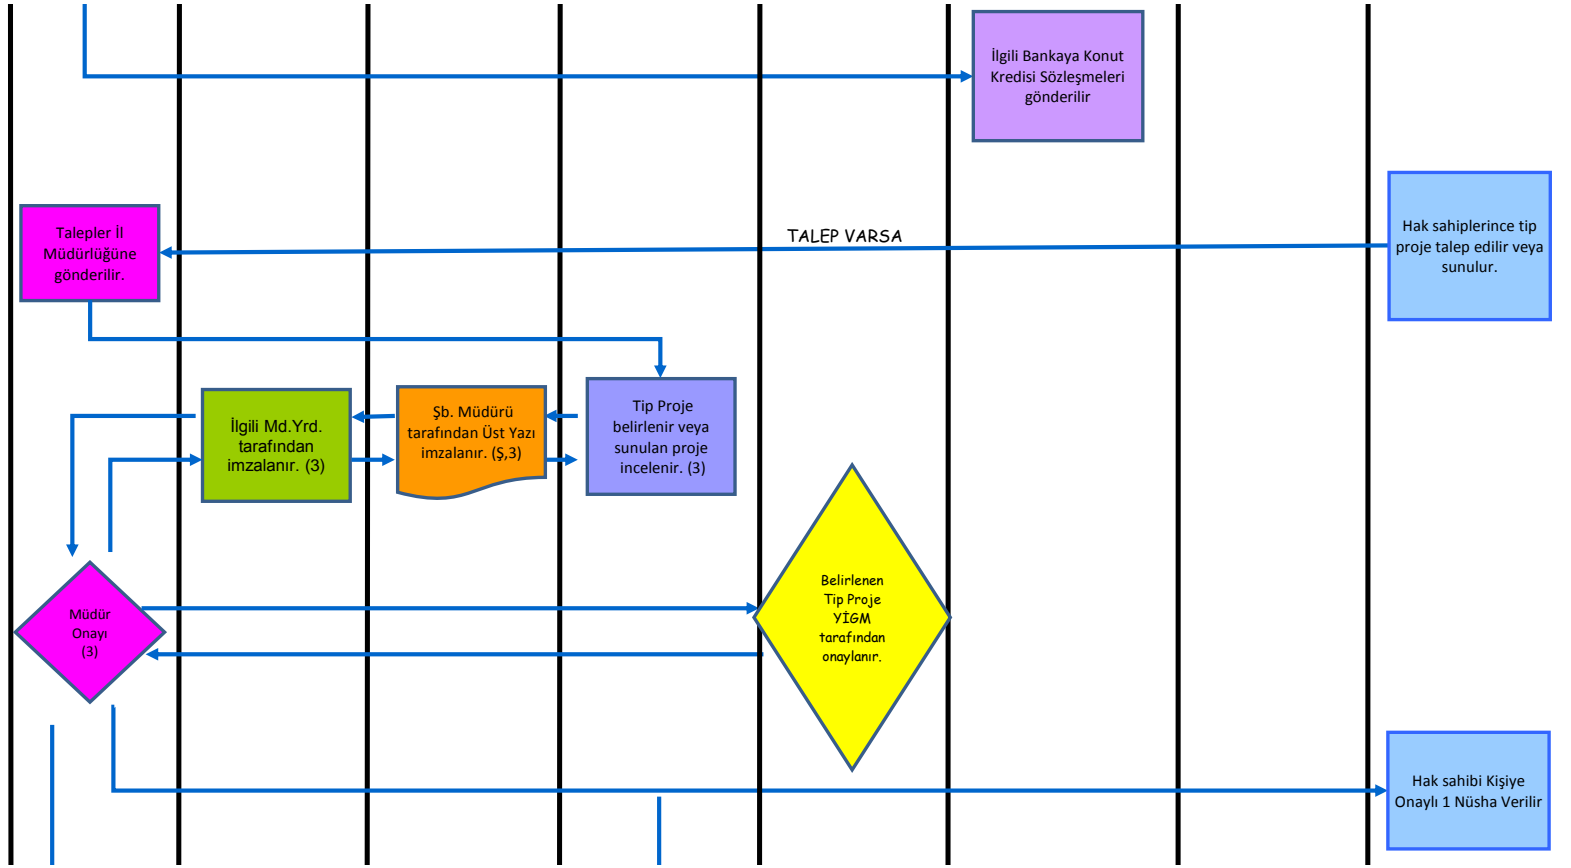 İlgili Bankaya Konut
Kredisi Sözleşmeleri
gönderilir
Hak sahiplerince tip
proje talep edilir veya
sunulur.
TALEP VARSA
Talepler İl
Müdürlüğüne
gönderilir.
İlgili Md.Yrd.
tarafından
imzalanır. (3)
Şb. Müdürü
tarafından Üst Yazı
imzalanır. (Ş,3)
Tip Proje
belirlenir veya
sunulan proje
incelenir. (3)
Müdür
Onayı
(3)
Belirlenen
Tip Proje
YİGM
tarafından
onaylanır.
Hak sahibi Kişiye
Onaylı 1 Nüsha Verilir